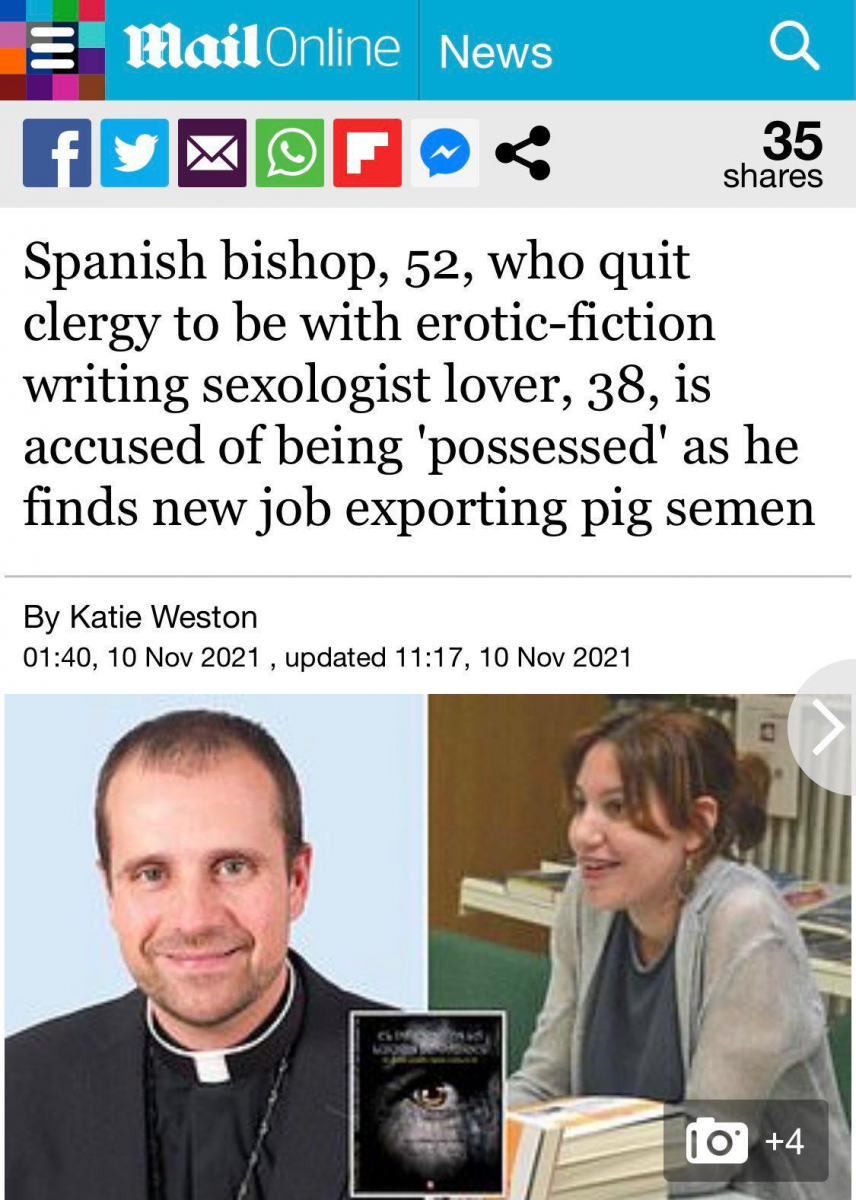 Mail Online News
35
shares
Spanish bishop, 52, who quit
clergy to be with erotic-fiction
writing sexologist lover, 38, is
accused of being 'possessed' as he
finds new job exporting pig semen
By Katie Weston
01:40, 10 Nov 2021 , updated 11:17, 10 Nov 2021
+4